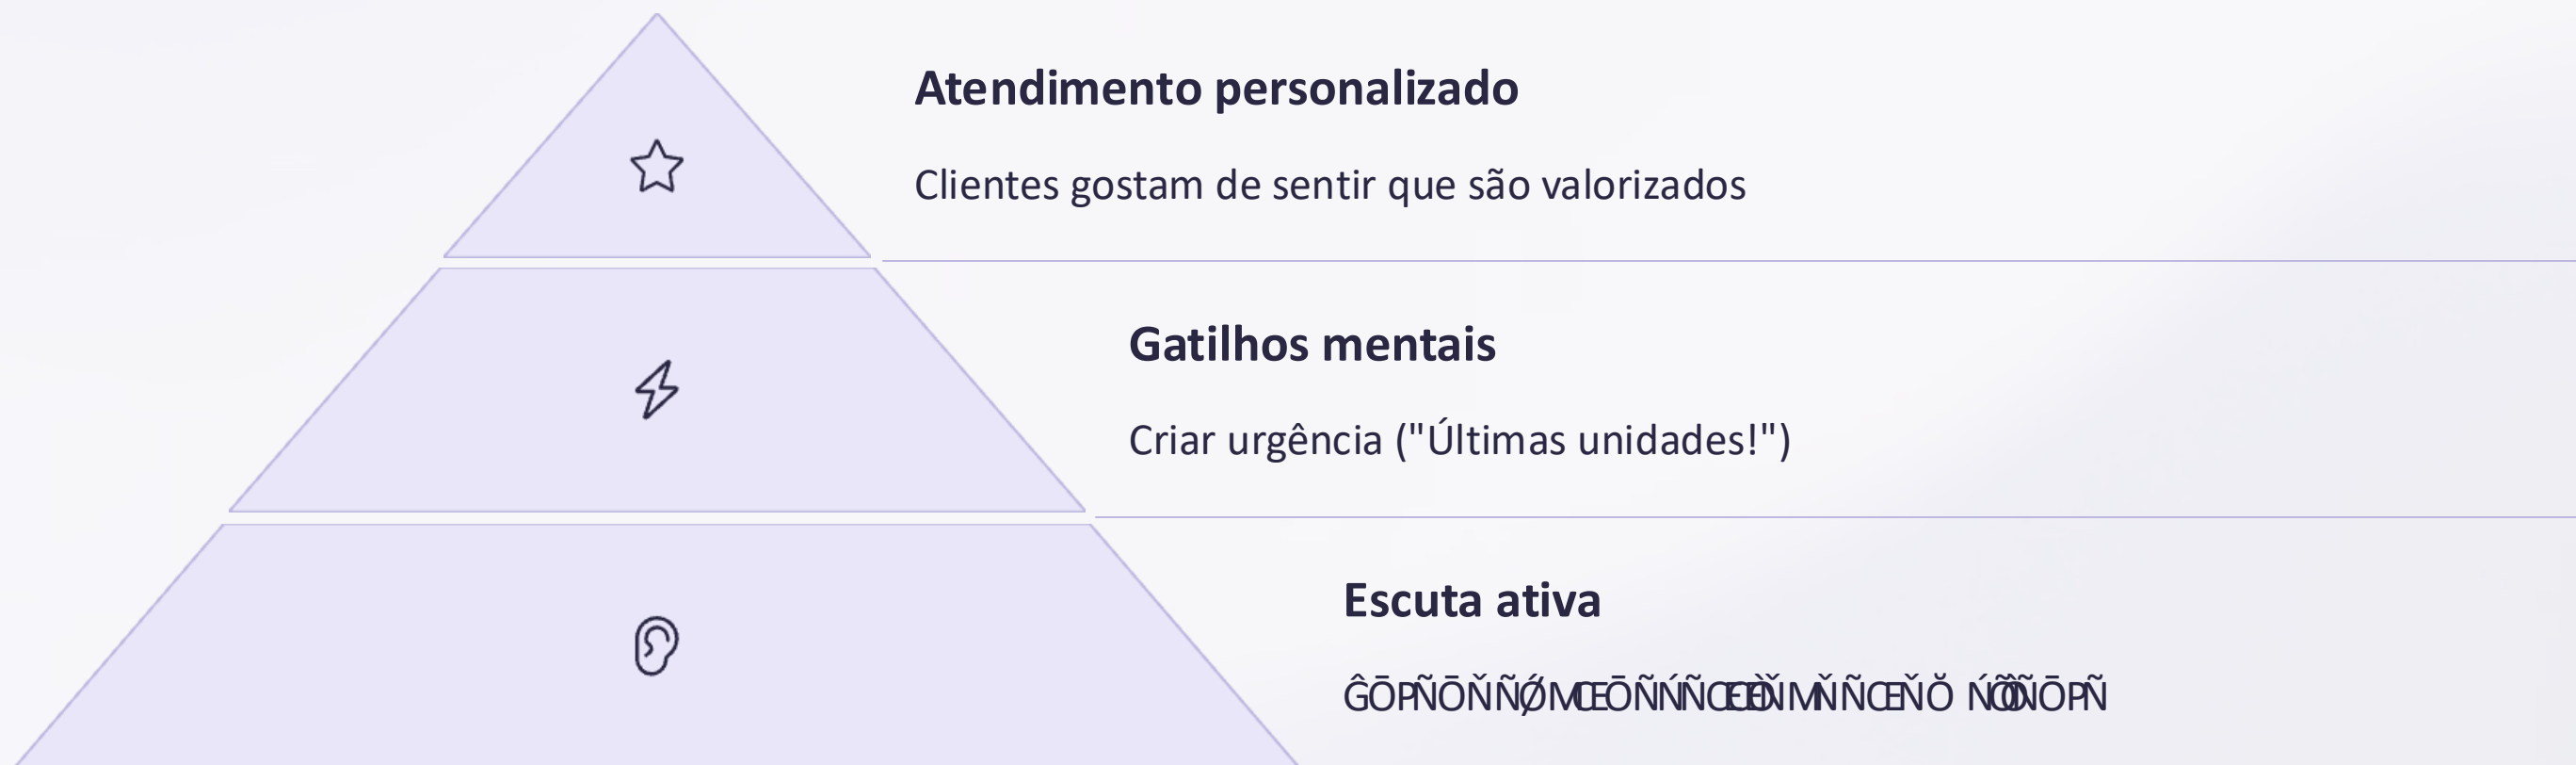 Atendimento personalizado
Clientes gostam de sentir que são valorizados
Gatilhos mentais
Criar urgência ("Últimas unidades!")
Escuta ativa